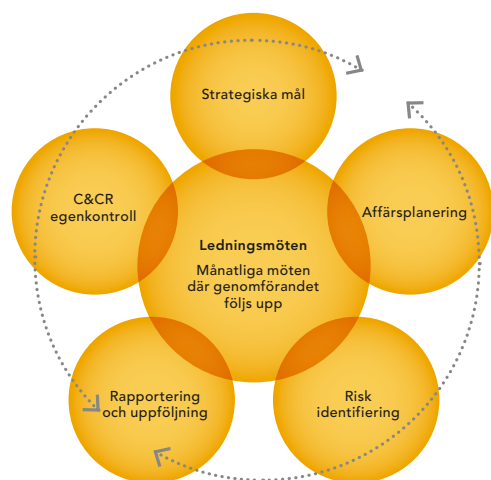 Strategiska mål
C&CR
egenkontroll
Affärsplanering
Ledningsmöten
Månatliga möten
där genomförandet
följs upp
Rapportering
och uppföljning
Risk
identifiering